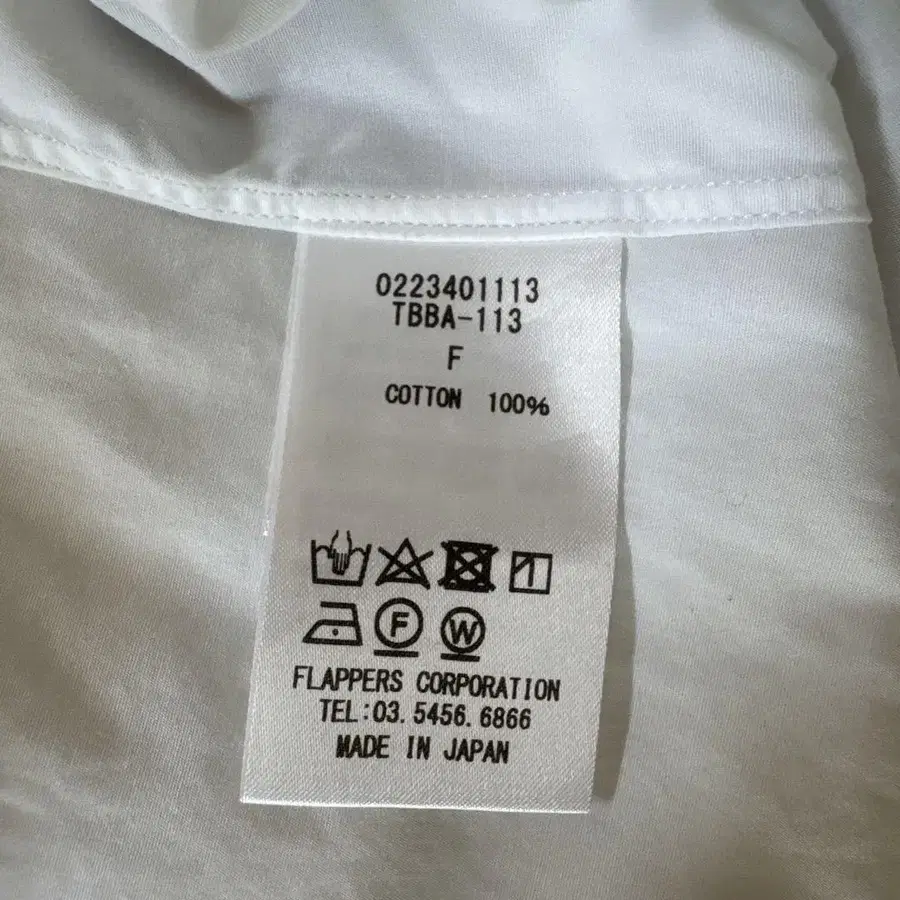 0223401113
TBBA-113
F
COTTON 100%
F W
FLAPPERS CORPORATION
TEL:03.5456.6866
MADE IN JAPAN